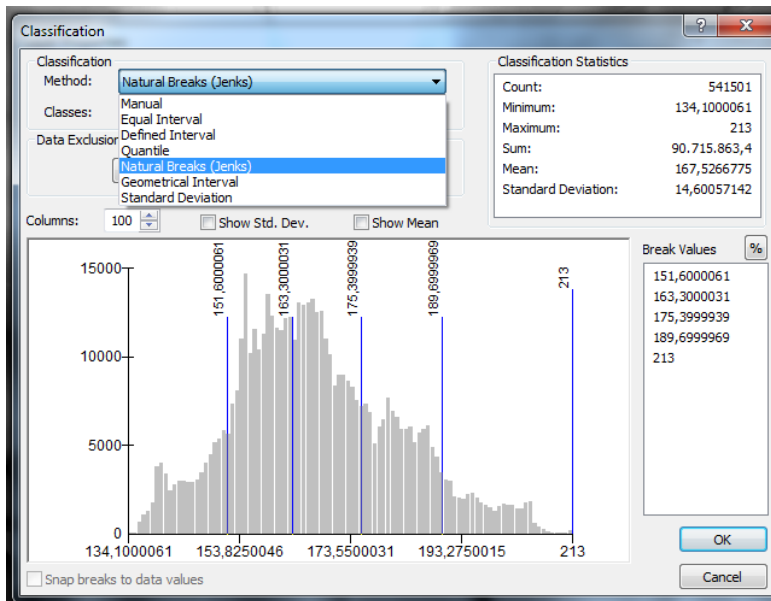 Classification
Classification
Method: Natural Breaks (Jenks)
Classes:
Manual
Equal Interval
Defined Interval
Quantile
Natural Breaks (Jenks)
Geometrical Interval
Standard Deviation
Data Exclusion
Classification Statistics
Count: 541501
Minimum: 134,1000061
Maximum: 213
Sum: 90.715.863,4
Mean: 167,5266775
Standard Deviation: 14,60057142
Columns: 100 Show Std. Dev. Show Mean
151,6000061
163,3000031
175,3999939
189,6999969
213
15000
10000
5000
0
134,1000061 153,8250046 173,5500031 193,2750015 213
Break Values %
151,6000061
163,3000031
175,3999939
189,6999969
213
OK
Cancel
Snap breaks to data values